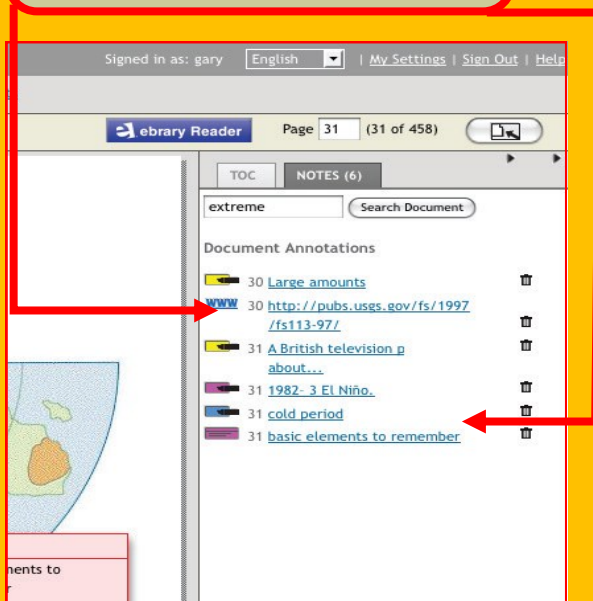 Signed in as: gary English | My Settings | Sign Out | Help
ebrary Reader Page 31 (31 of 458)
TOC NOTES (6)
extreme Search Document
Document Annotations
30 Large amounts
WWW 30 http://pubs.usgs.gov/fs/1997
/fs113-97/
31 A British television p
about...
31 1982- 3 El Niño.
31 cold period
31 basic elements to remember
ments to
r